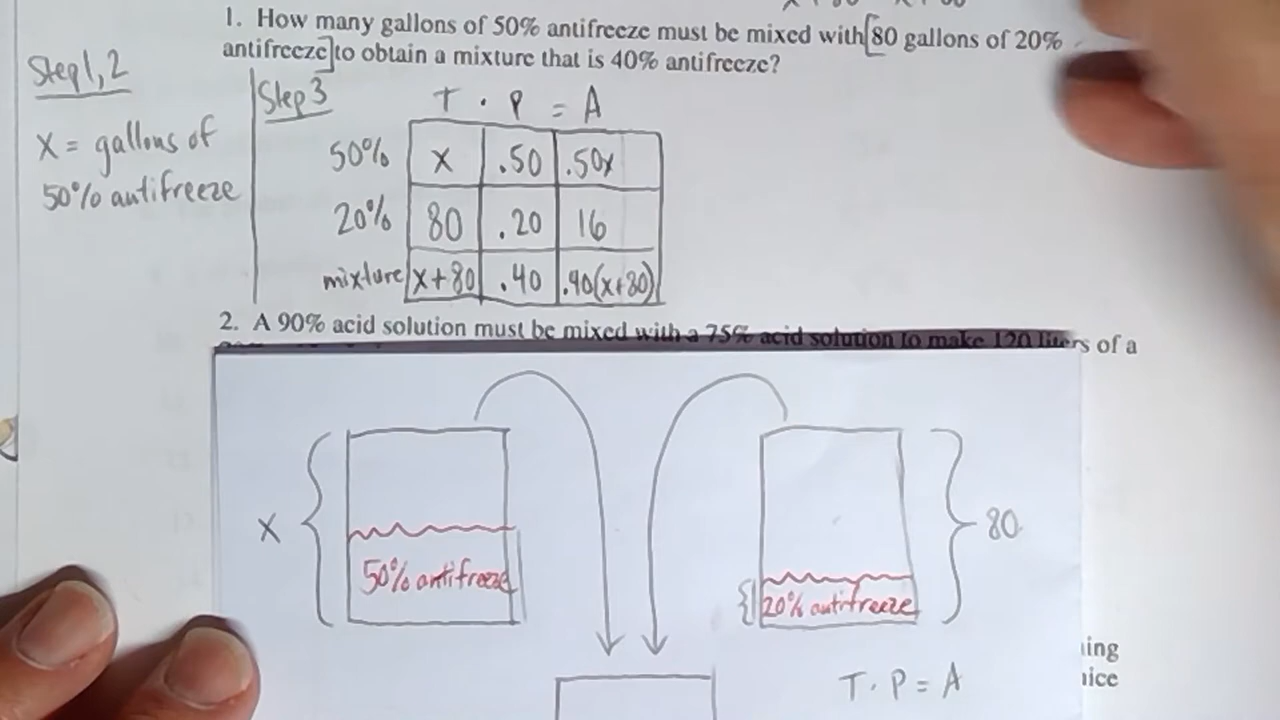 1. How many gallons of 50% antifreeze must be mixed with [80 gallons of 20%
antifreeze] to obtain a mixture that is 40% antifreeze?
Step 1, 2
X = gallons of
50% antifreeze
Step 3
T · P = A
50% x .50 .50x
20% 80 .20 16
mixture x+80 .40 .40(x+80)
2. A 90% acid solution must be mixed with a 75% acid solution to make 120 liters of a
X
50% antifreeze
20% antifreeze
80
T · P = A
ing
ice